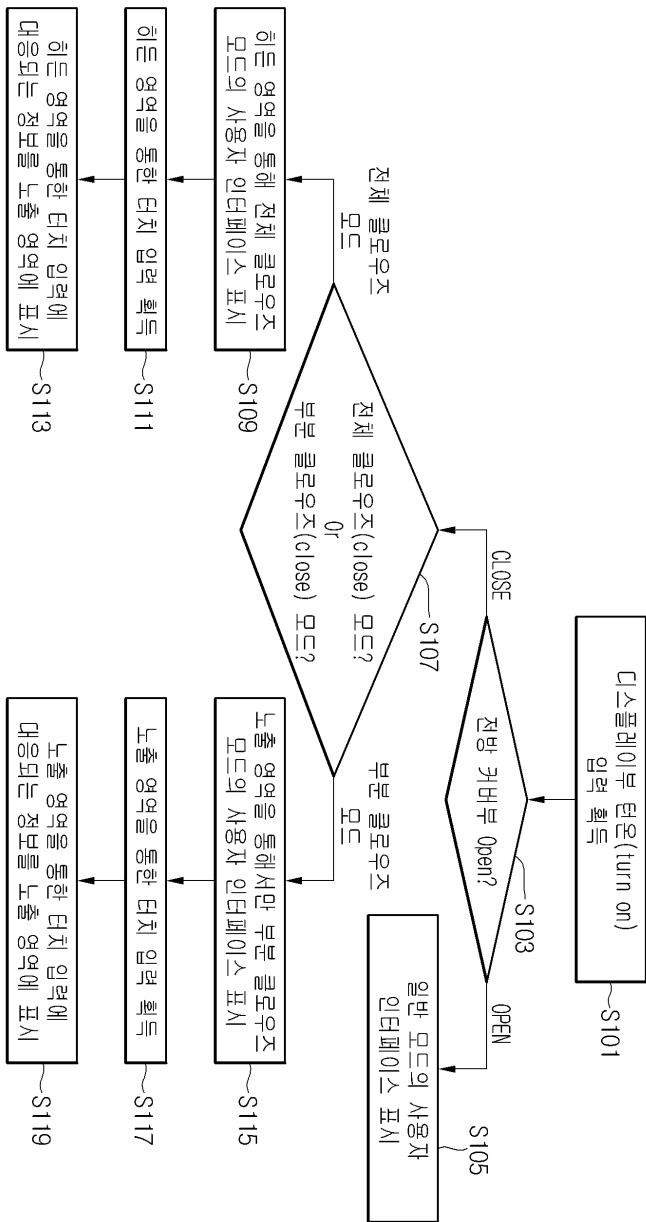 디스플레이부 턴온(turn on)
입력 획득
S101
전방 커버부 Open?
S103
OPEN
CLOSE
일반 모드의 사용자
인터페이스 표시
S105
전체 클로우즈(close) 모드?
Or
부분 클로우즈(close) 모드?
S107
전체 클로우즈
모드
부분 클로우즈
모드
히든 영역을 통해 전체 클로우즈
모드의 사용자 인터페이스 표시
S109
히든 영역을 통한 터치 입력 획득
S111
히든 영역을 통한 터치 입력에
대응되는 정보를 노출 영역에 표시
S113
노출 영역을 통해서만 부분 클로우즈
모드의 사용자 인터페이스 표시
S115
노출 영역을 통한 터치 입력 획득
S117
노출 영역을 통한 터치 입력에
대응되는 정보를 노출 영역에 표시
S119